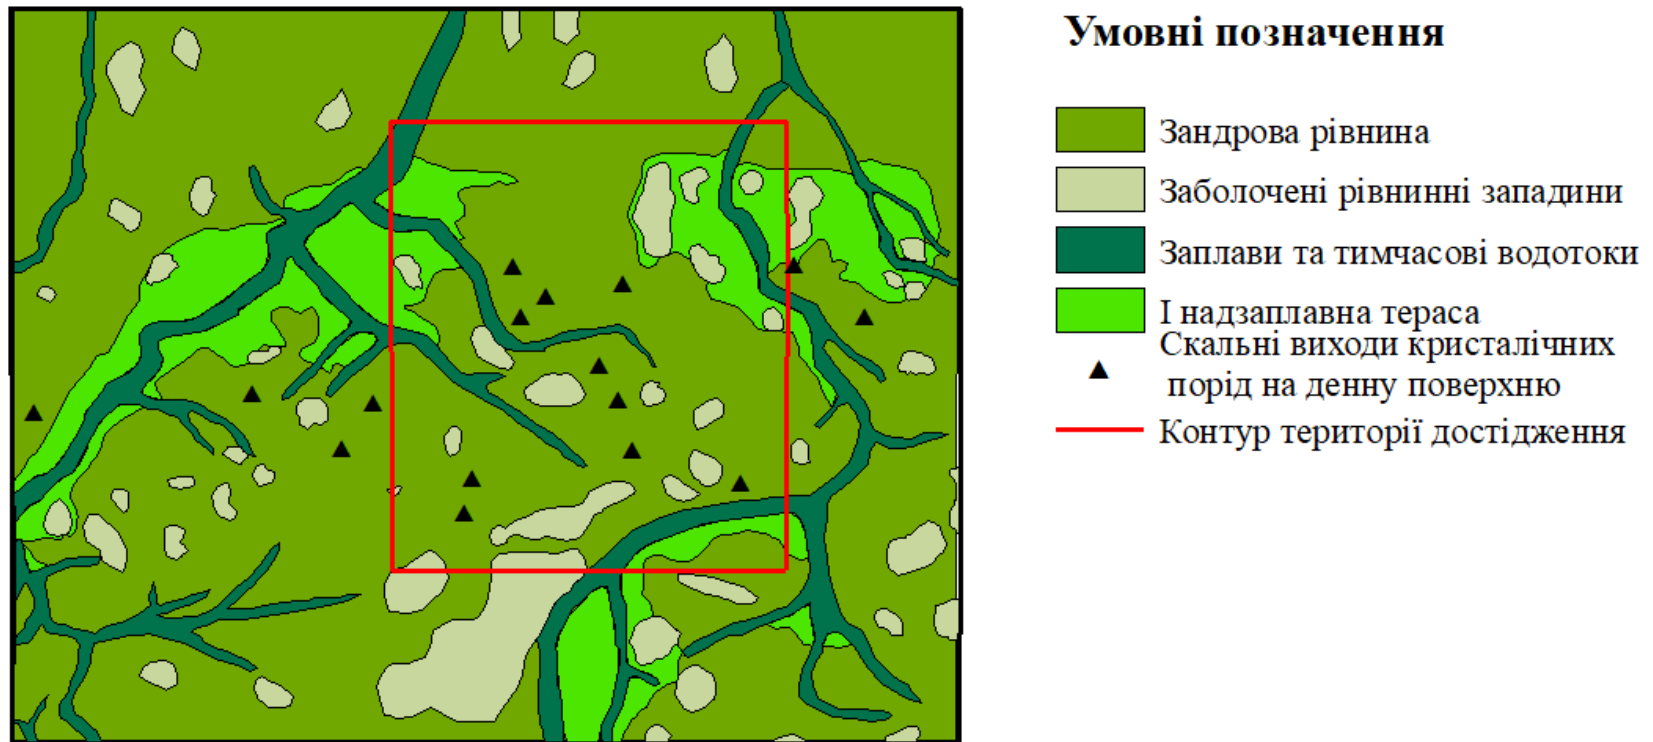 Умовні позначення
Зандрова рівнина
Заболочені рівнинні западини
Заплави та тимчасові водотоки
І надзаплавна тераса
Скальні виходи кристалічних
порід на денну поверхню
Контур території достідження